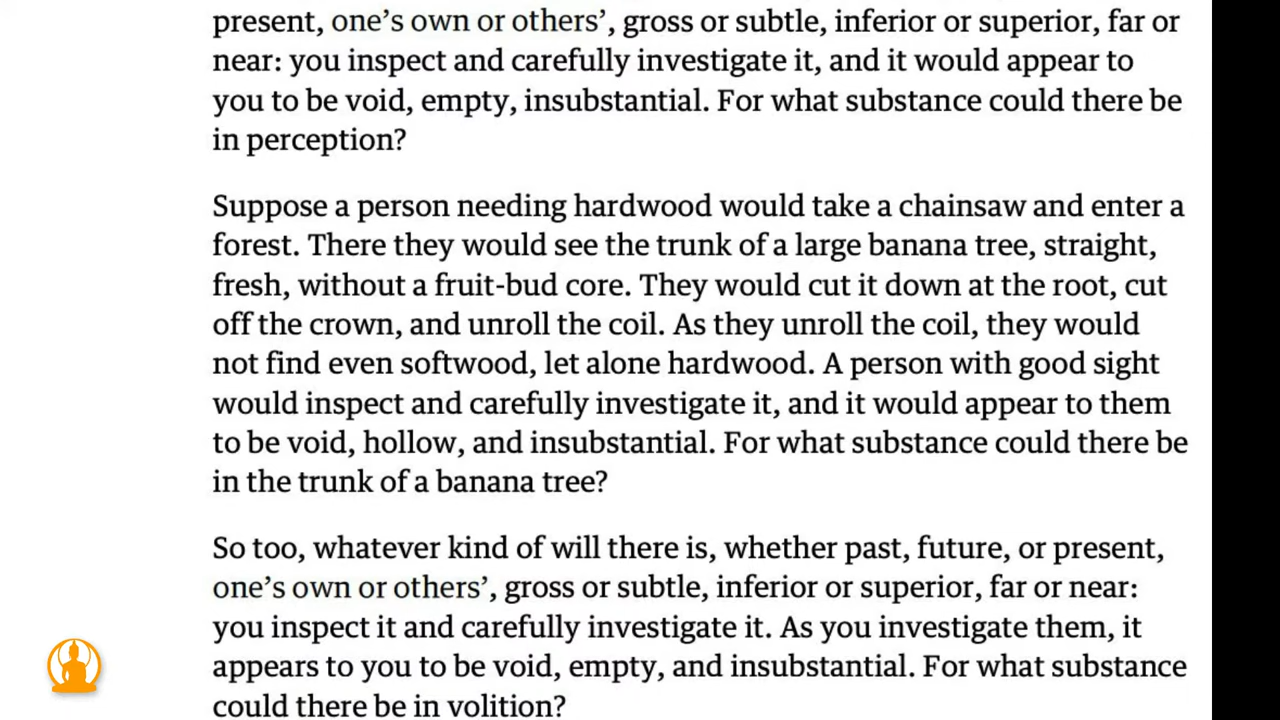 present, one’s own or others’, gross or subtle, inferior or superior, far or
near: you inspect and carefully investigate it, and it would appear to
you to be void, empty, insubstantial. For what substance could there be
in perception?
Suppose a person needing hardwood would take a chainsaw and enter a
forest. There they would see the trunk of a large banana tree, straight,
fresh, without a fruit-bud core. They would cut it down at the root, cut
off the crown, and unroll the coil. As they unroll the coil, they would
not find even softwood, let alone hardwood. A person with good sight
would inspect and carefully investigate it, and it would appear to them
to be void, hollow, and insubstantial. For what substance could there be
in the trunk of a banana tree?
So too, whatever kind of will there is, whether past, future, or present,
one’s own or others’, gross or subtle, inferior or superior, far or near:
you inspect it and carefully investigate it. As you investigate them, it
appears to you to be void, empty, and insubstantial. For what substance
could there be in volition?